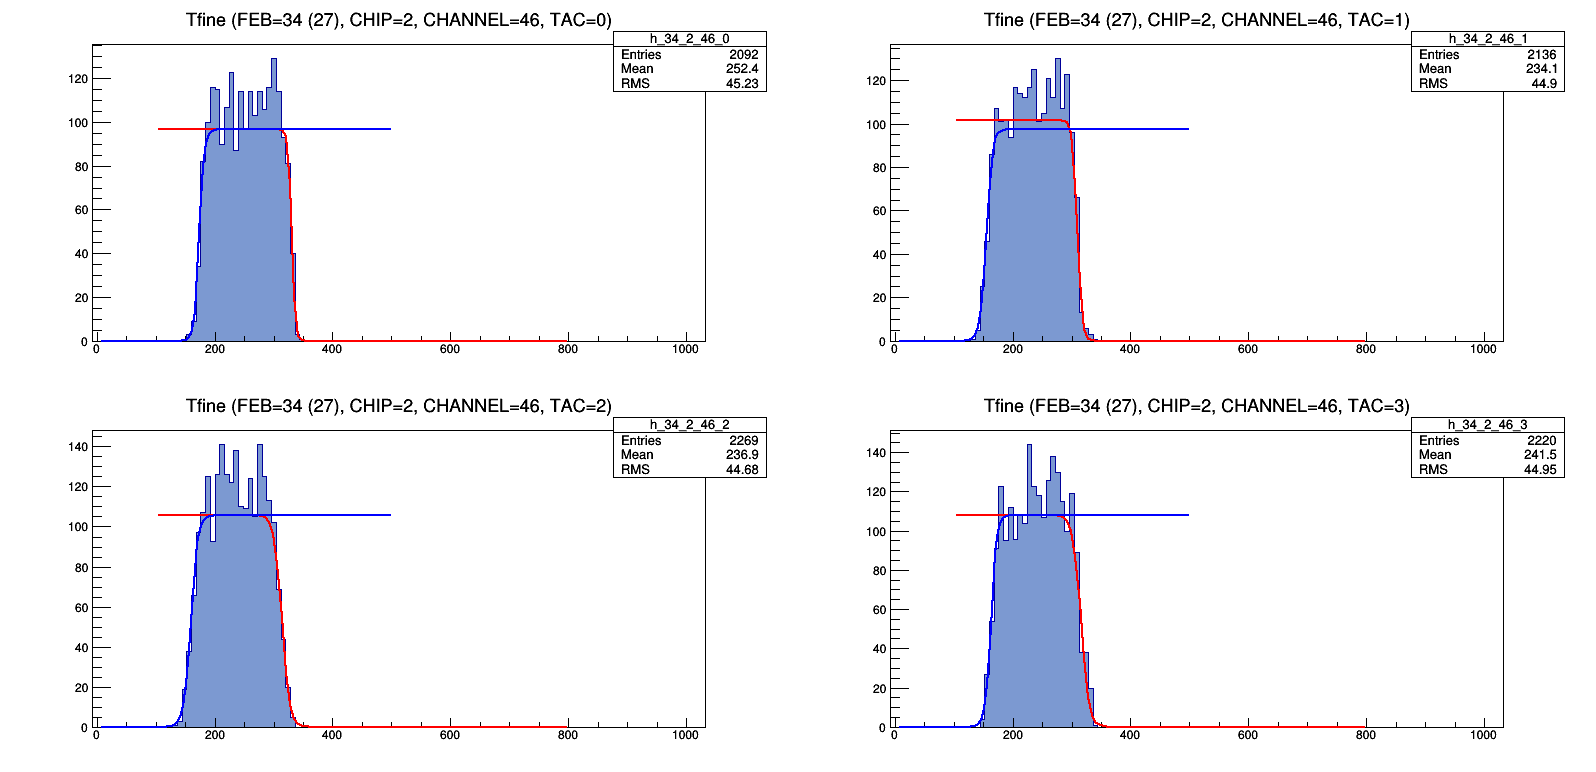 Tfine (FEB=34 (27), CHIP=2, CHANNEL=46, TAC=0)
h_34_2_46_0
Entries 2092
Mean 252.4
RMS 45.23
120
100
80
60
40
20
0
0 200 400 600 800 1000
Tfine (FEB=34 (27), CHIP=2, CHANNEL=46, TAC=1)
h_34_2_46_1
Entries 2136
Mean 234.1
RMS 44.9
120
100
80
60
40
20
0
0 200 400 600 800 1000
Tfine (FEB=34 (27), CHIP=2, CHANNEL=46, TAC=2)
h_34_2_46_2
Entries 2269
Mean 236.9
RMS 44.68
140
120
100
80
60
40
20
0
0 200 400 600 800 1000
Tfine (FEB=34 (27), CHIP=2, CHANNEL=46, TAC=3)
h_34_2_46_3
Entries 2220
Mean 241.5
RMS 44.95
140
120
100
80
60
40
20
0
0 200 400 600 800 1000